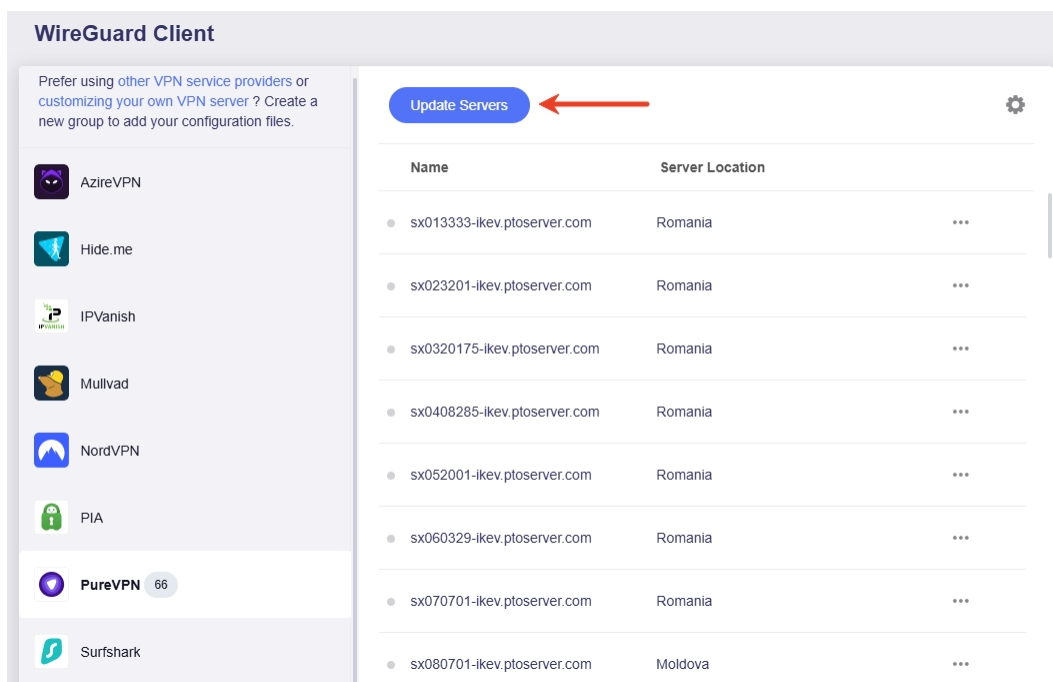 WireGuard Client
Prefer using other VPN service providers or
customizing your own VPN server ? Create a
new group to add your configuration files.
AzireVPN
Hide.me
IP
IPVANISH
IPVanish
Mullvad
NordVPN
PIA
PureVPN 66
Surfshark
Update Servers
Name Server Location
sx013333-ikev.ptoserver.com Romania
sx023201-ikev.ptoserver.com Romania
sx0320175-ikev.ptoserver.com Romania
sx0408285-ikev.ptoserver.com Romania
sx052001-ikev.ptoserver.com Romania
sx060329-ikev.ptoserver.com Romania
sx070701-ikev.ptoserver.com Romania
sx080701-ikev.ptoserver.com Moldova